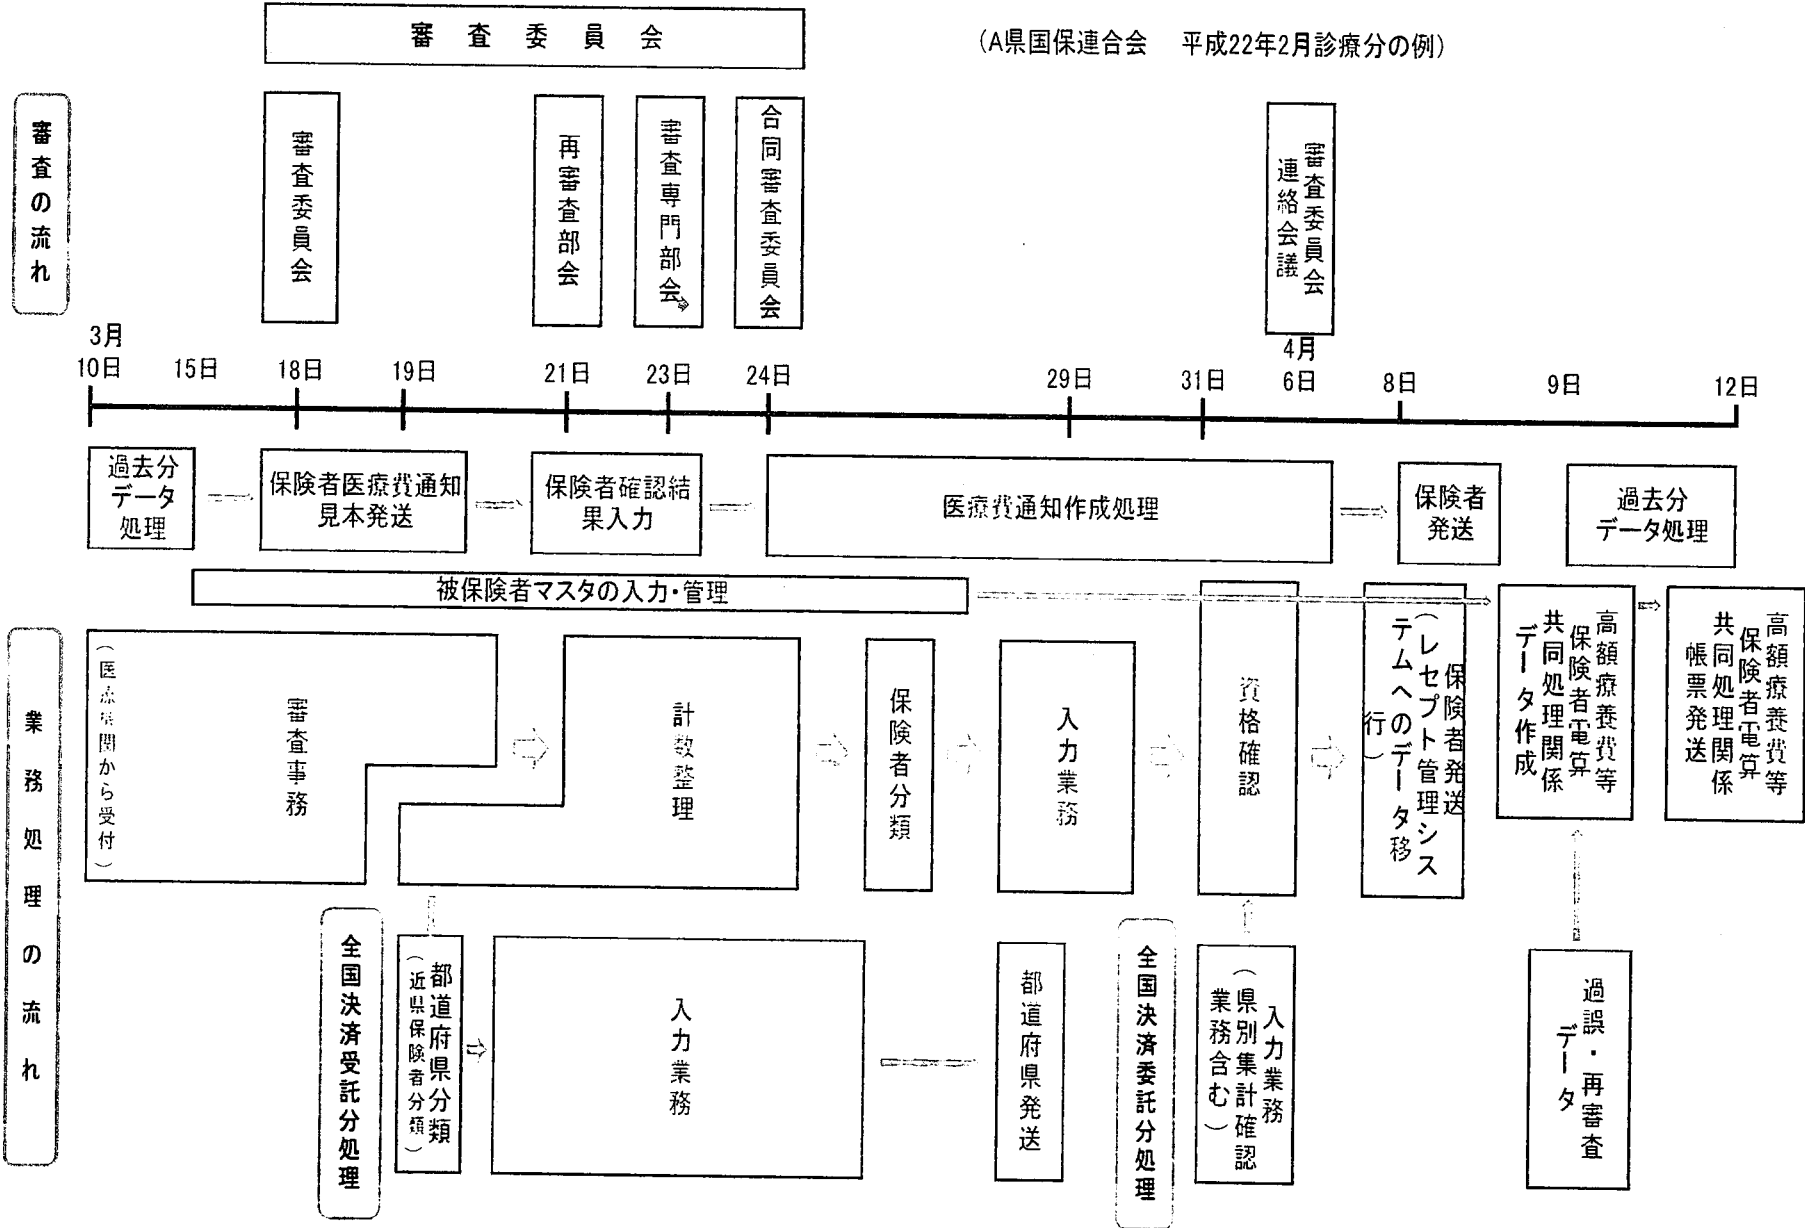 審査委員会
(A県国保連合会 平成22年2月診療分の例)
審査の流れ
審査委員会
再審査部会
審査専門部会
合同審査委員会
審査委員会
連絡会議
3月
10日
15日
18日
19日
21日
23日
24日
29日
31日
4月
6日
8日
9日
12日
過去分
データ
処理
保険者医療費通知
見本発送
保険者確認結
果入力
医療費通知作成処理
保険者
発送
過去分
データ処理
被保険者マスタの入力・管理
業務処理の流れ
(医療機関から受付)
審査事務
計数整理
保険者分類
入力業務
資格確認
保険者発送
(レセプト管理シス
テムへのデータ移
行)
高額療養費等
保険者電算
共同処理関係
データ作成
高額療養費等
保険者電算
共同処理関係
帳票発送
全国決済受託分処理
都道府県分類
(近県保険者分類)
入力業務
都道府県発送
全国決済委託分処理
入力業務
(県別集計確認
業務含む)
過誤・再審査
データ